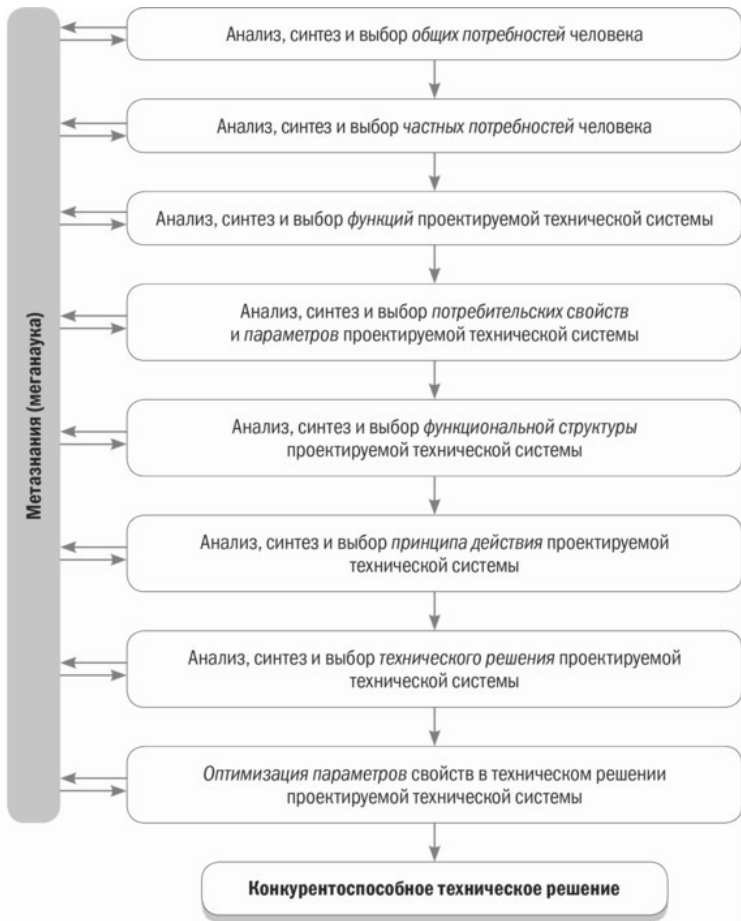 Метазнания (меганаука)
Анализ, синтез и выбор общих потребностей человека
Анализ, синтез и выбор частных потребностей человека
Анализ, синтез и выбор функций проектируемой технической системы
Анализ, синтез и выбор потребительских свойств
и параметров проектируемой технической системы
Анализ, синтез и выбор функциональной структуры
проектируемой технической системы
Анализ, синтез и выбор принципа действия проектируемой
технической системы
Анализ, синтез и выбор технического решения проектируемой
технической системы
Оптимизация параметров свойств в техническом решении
проектируемой технической системы
Конкурентоспособное техническое решение